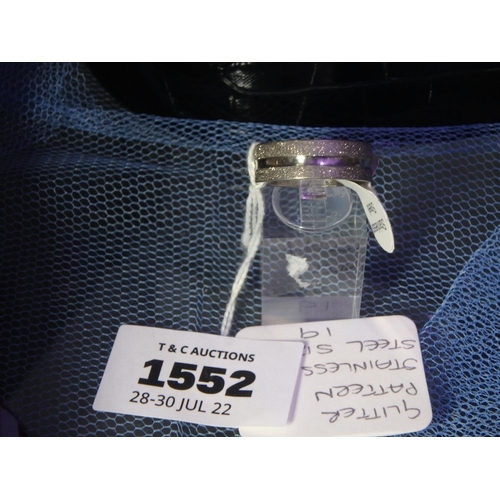 T & C AUCTIONS
1552
28-30 JUL 22
GLITTER
PATTERN
STAINLESS
STEEL
19